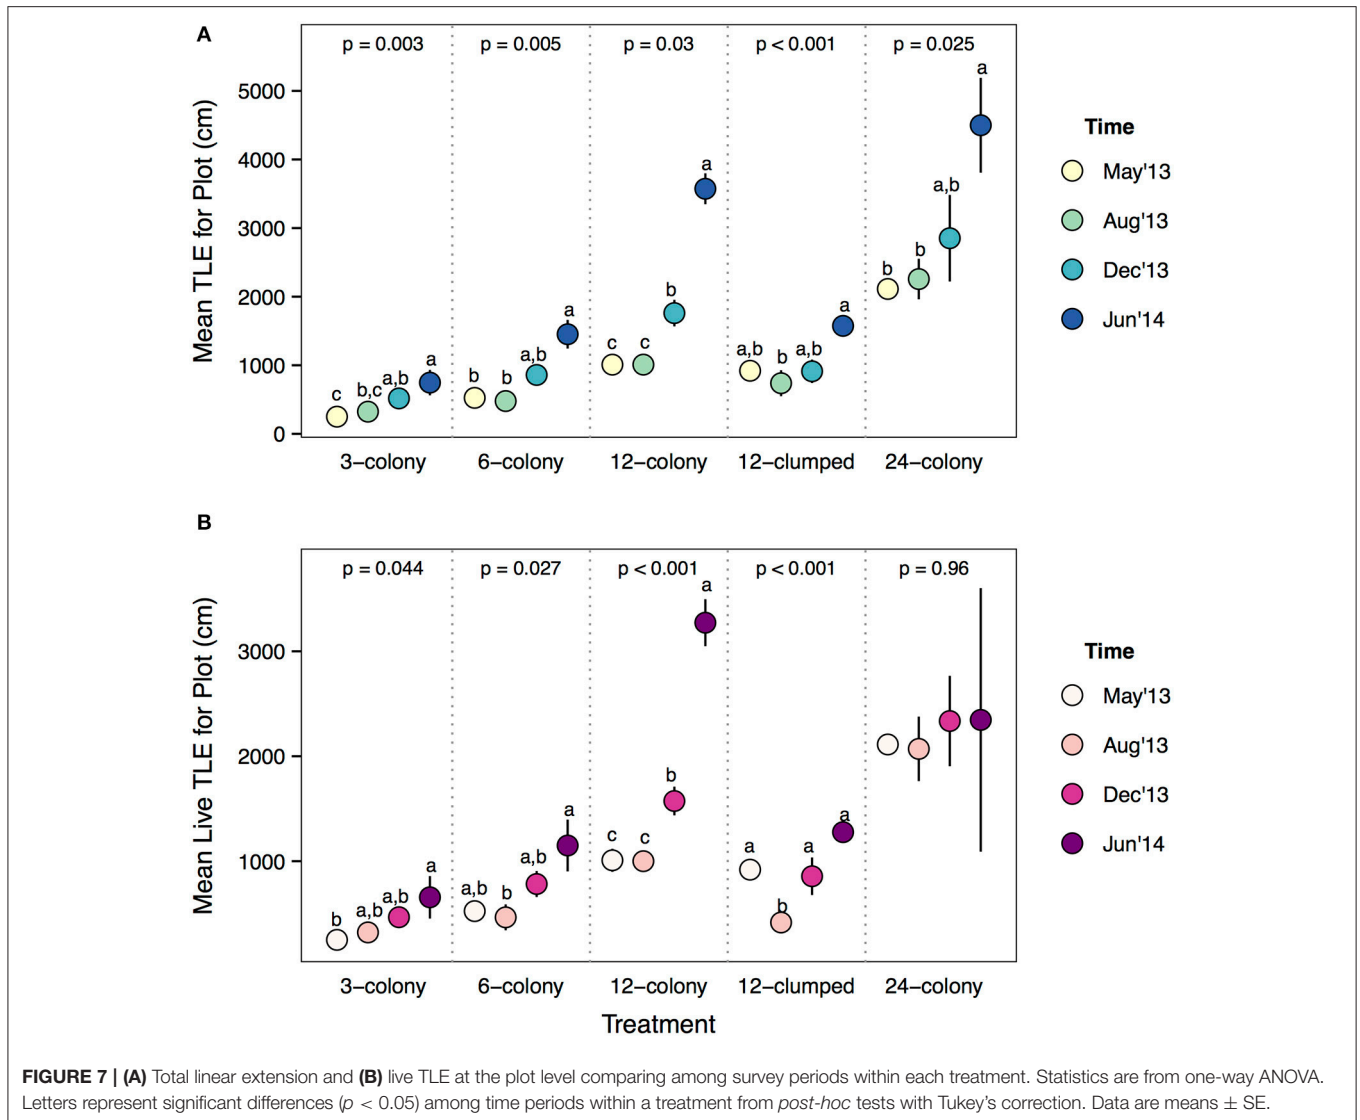 A
p = 0.003 p = 0.005 p = 0.03 p < 0.001 p = 0.025
Mean TLE for Plot (cm)
5000
4000
3000
2000
1000
0
c b,c a,b a
b b a,b a
c c b a
a,b b a,b a
b b a,b a
3−colony 6−colony 12−colony 12−clumped 24−colony
Time
May'13
Aug'13
Dec'13
Jun'14
B
p = 0.044 p = 0.027 p < 0.001 p < 0.001 p = 0.96
Mean Live TLE for Plot (cm)
3000
2000
1000
b a,b a,b a
a,b b a,b a
c c b a
a b a a
3−colony 6−colony 12−colony 12−clumped 24−colony
Treatment
Time
May'13
Aug'13
Dec'13
Jun'14
FIGURE 7 | (A) Total linear extension and (B) live TLE at the plot level comparing among survey periods within each treatment. Statistics are from one-way ANOVA.
Letters represent significant differences (p < 0.05) among time periods within a treatment from post-hoc tests with Tukey's correction. Data are means ± SE.